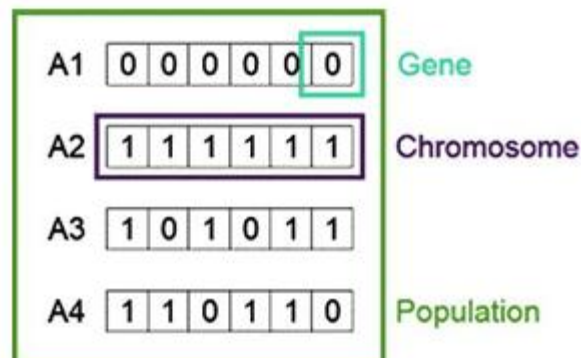 A1 0 0 0 0 0 0 Gene
A2 1 1 1 1 1 1 Chromosome
A3 1 0 1 0 1 1
A4 1 1 0 1 1 0 Population